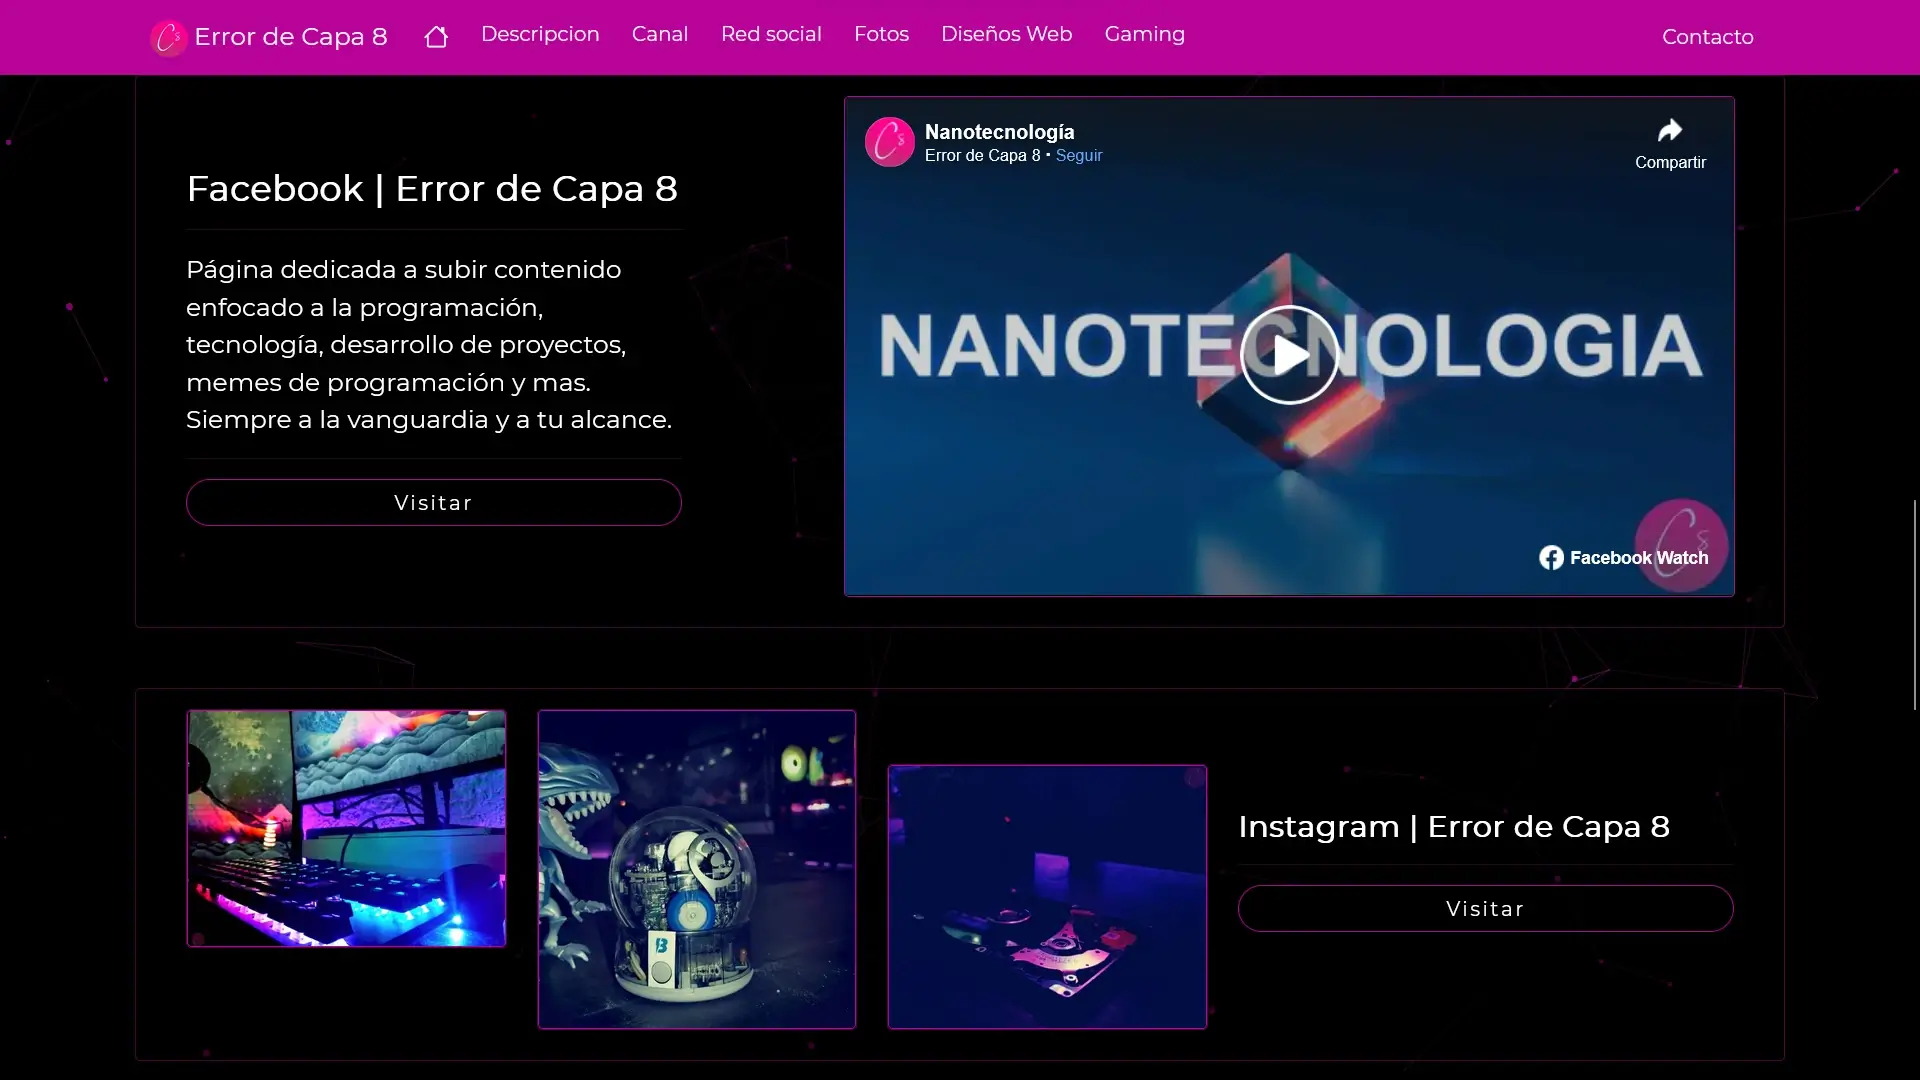 Error de Capa 8
Descripcion
Canal
Red social
Fotos
Diseños Web
Gaming
Contacto
Facebook | Error de Capa 8
Página dedicada a subir contenido
enfocado a la programación,
tecnología, desarrollo de proyectos,
memes de programación y mas.
Siempre a la vanguardia y a tu alcance.
Visitar
Nanotecnología
Error de Capa 8 • Seguir
Compartir
NANOTECNOLOGIA
Facebook Watch
Instagram | Error de Capa 8
Visitar